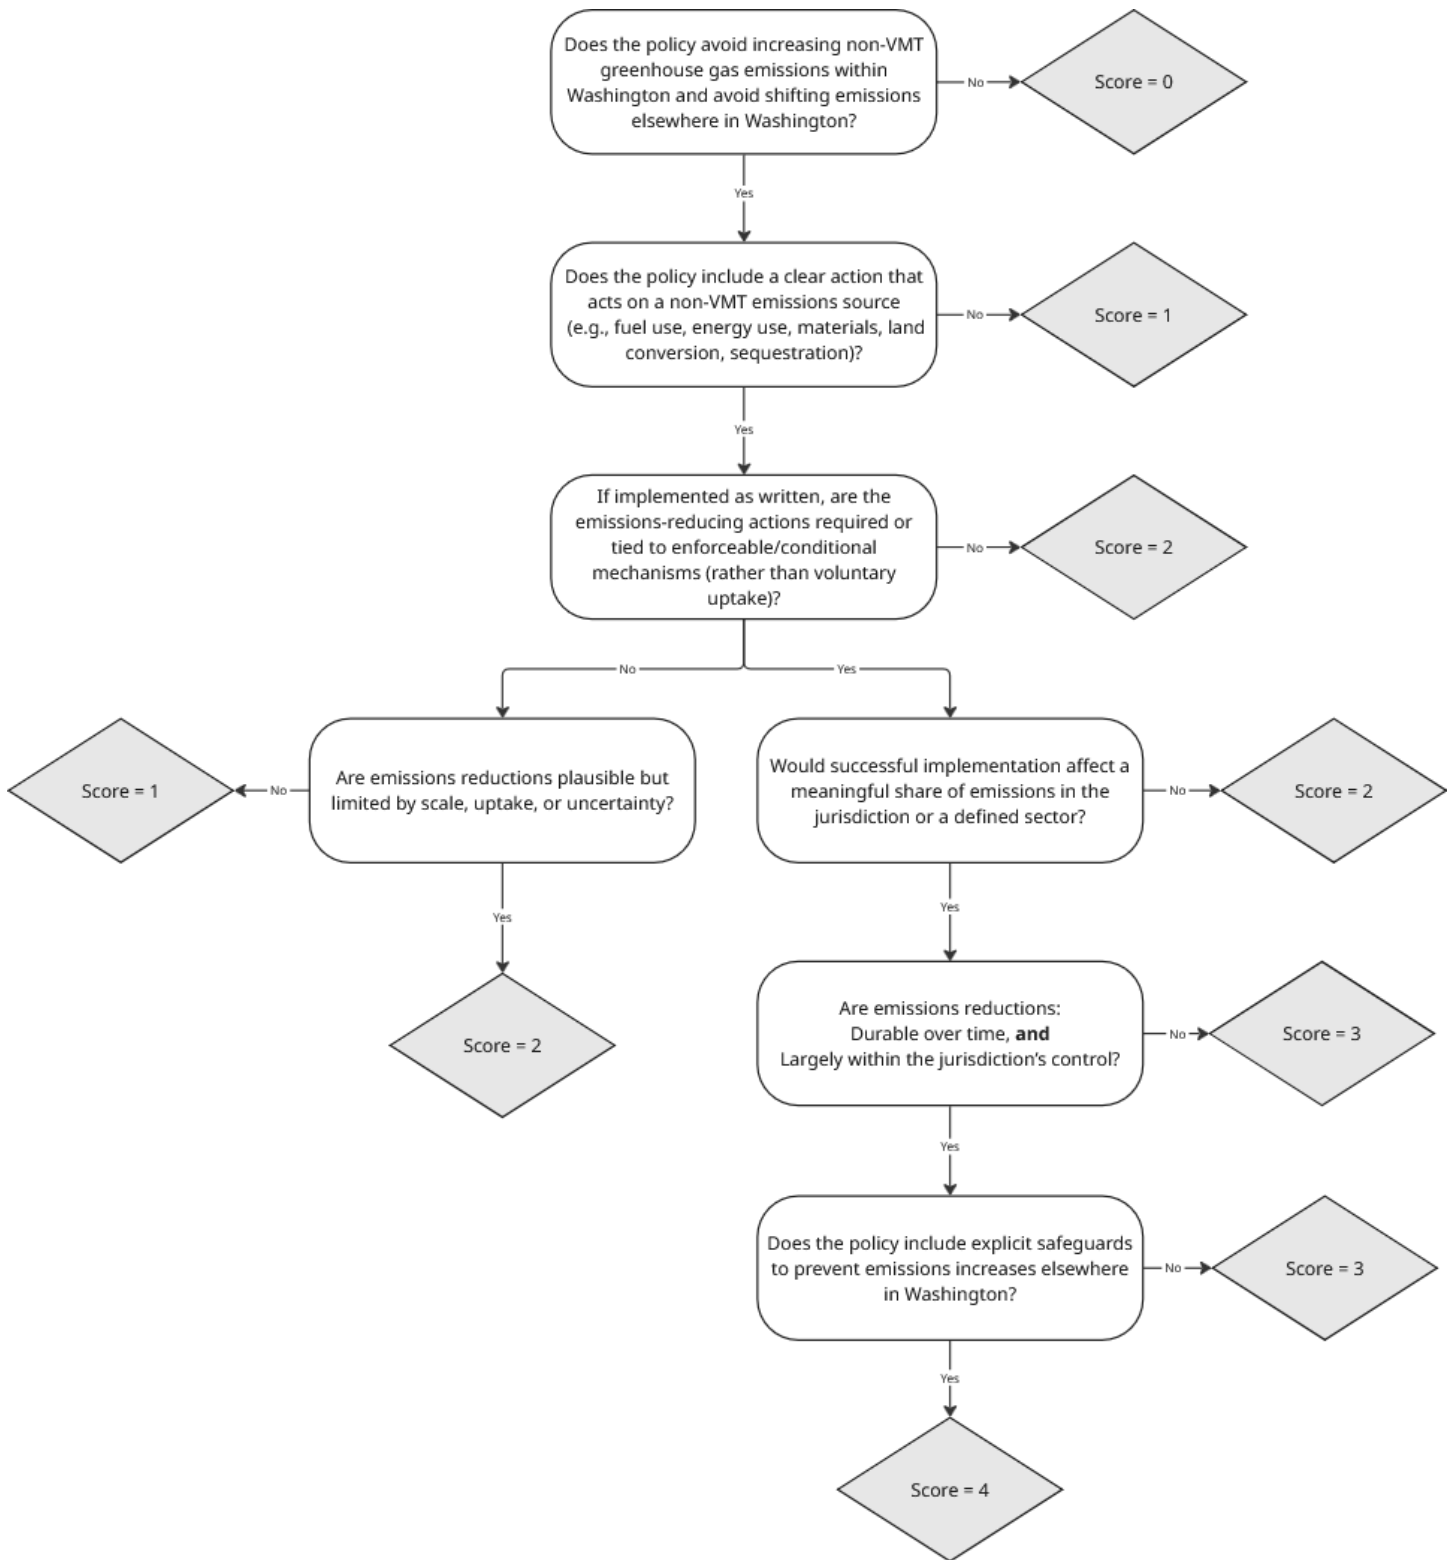 Does the policy avoid increasing non-VMT
greenhouse gas emissions within
Washington and avoid shifting emissions
elsewhere in Washington?
No
Score = 0
Yes
Does the policy include a clear action that
acts on a non-VMT emissions source
(e.g., fuel use, energy use, materials, land
conversion, sequestration)?
No
Score = 1
Yes
If implemented as written, are the
emissions-reducing actions required or
tied to enforceable/conditional
mechanisms (rather than voluntary
uptake)?
No
Score = 2
No
Yes
Score = 1
No
Are emissions reductions plausible but
limited by scale, uptake, or uncertainty?
Yes
Score = 2
Would successful implementation affect a
meaningful share of emissions in the
jurisdiction or a defined sector?
No
Score = 2
Yes
Are emissions reductions:
Durable over time, and
Largely within the jurisdiction's control?
No
Score = 3
Yes
Does the policy include explicit safeguards
to prevent emissions increases elsewhere
in Washington?
No
Score = 3
Yes
Score = 4